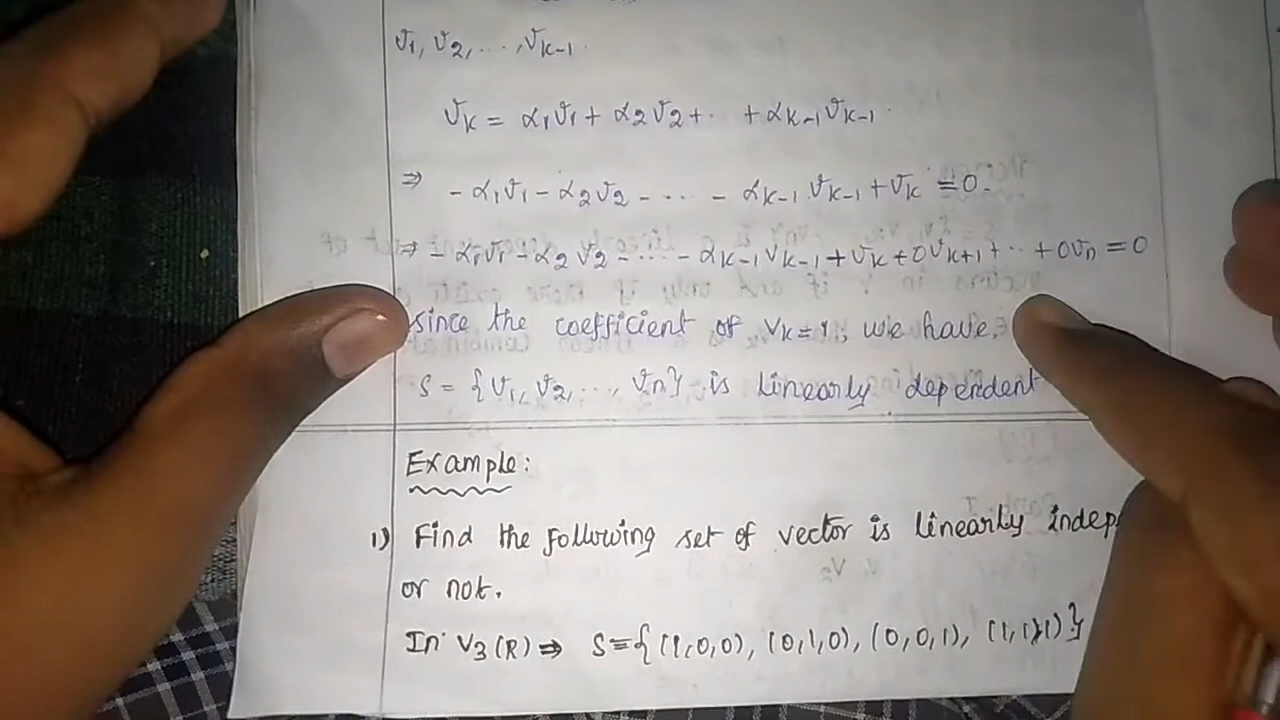 v₁, v₂, ..., vₖ₋₁.
vₖ = α₁v₁ + α₂v₂ + ... + αₖ₋₁vₖ₋₁.
⇒ -α₁v₁ - α₂v₂ - ... - αₖ₋₁vₖ₋₁ + vₖ = 0.
⇒ -α₁v₁ - α₂v₂ - ... - αₖ₋₁vₖ₋₁ + vₖ + 0vₖ₊₁ + ... + 0vₙ = 0
since the coefficient of vₖ = 1, we have,
S = {v₁, v₂, ..., vₙ} is linearly dependent
Example:
1) Find the following set of vector is linearly indep
or not.
In V₃(R) ⇒ S = {(1,0,0), (0,1,0), (0,0,1), (1,1,1)}